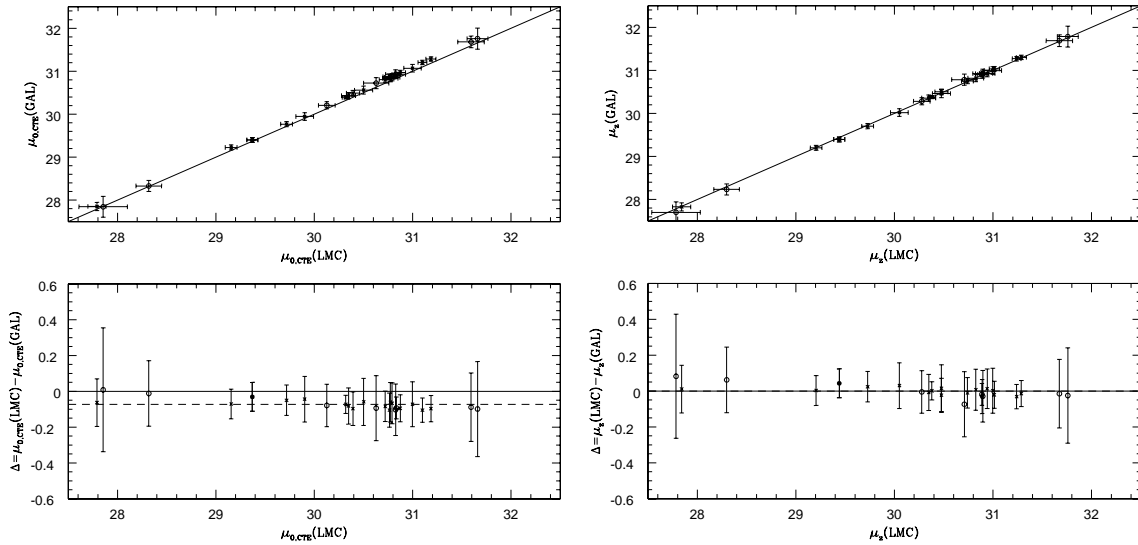 32
31
30
29
28
μ0,CTE(GAL)
28 29 30 31 32
μ0,CTE(LMC)
32
31
30
29
28
μz(GAL)
28 29 30 31 32
μz(LMC)
0.6
0.4
0.2
0
-0.2
-0.4
-0.6
Δ=μ0,CTE(LMC)−μ0,CTE(GAL)
28 29 30 31 32
μ0,CTE(LMC)
0.6
0.4
0.2
0
-0.2
-0.4
-0.6
Δ=μz(LMC)−μz(GAL)
28 29 30 31 32
μz(LMC)